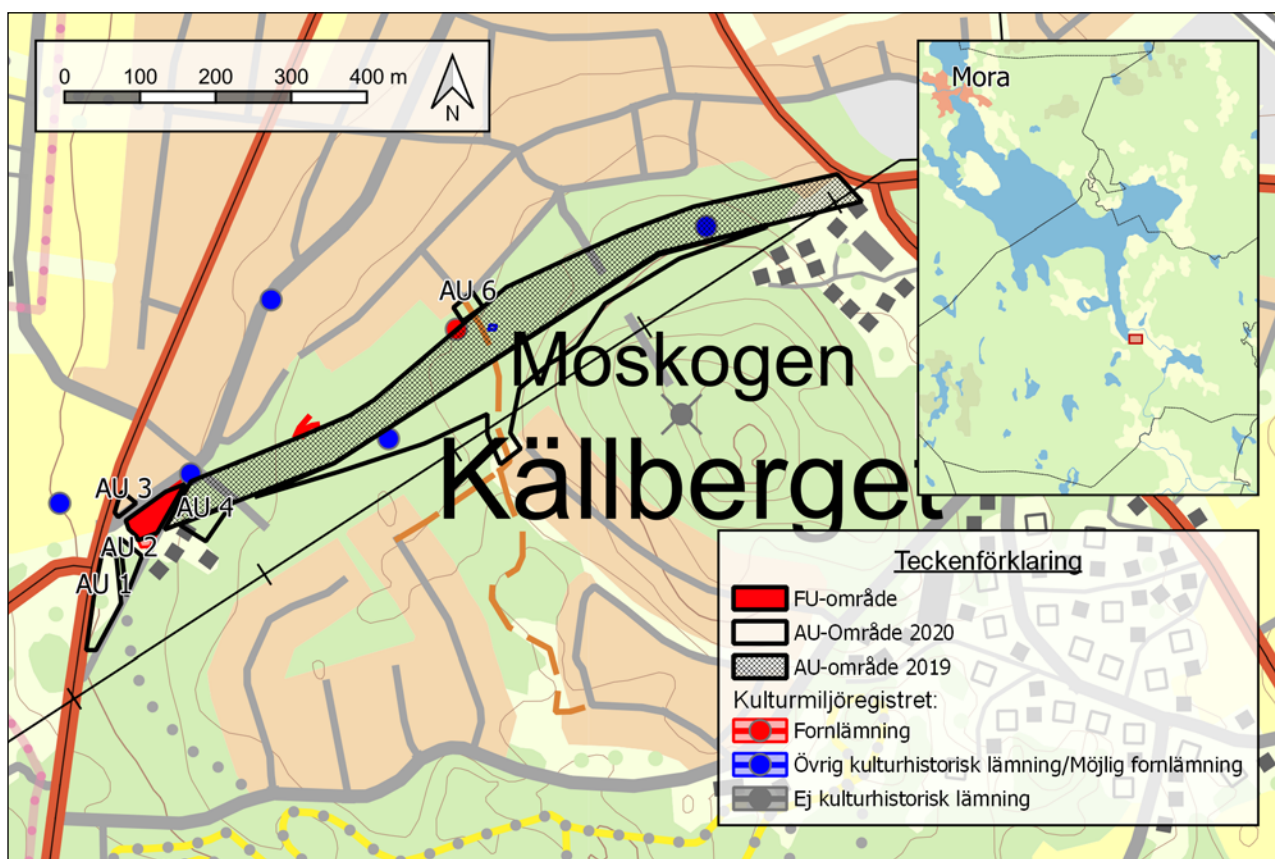 0 100 200 300 400 m
N
Mora
AU 6
Moskogen
Källberget
AU 3
AU 4
AU 2
AU 1
Teckenförklaring
FU-område
AU-Område 2020
AU-område 2019
Kulturmiljöregistret:
Fornlämning
Övrig kulturhistorisk lämning/Möjlig fornlämning
Ej kulturhistorisk lämning